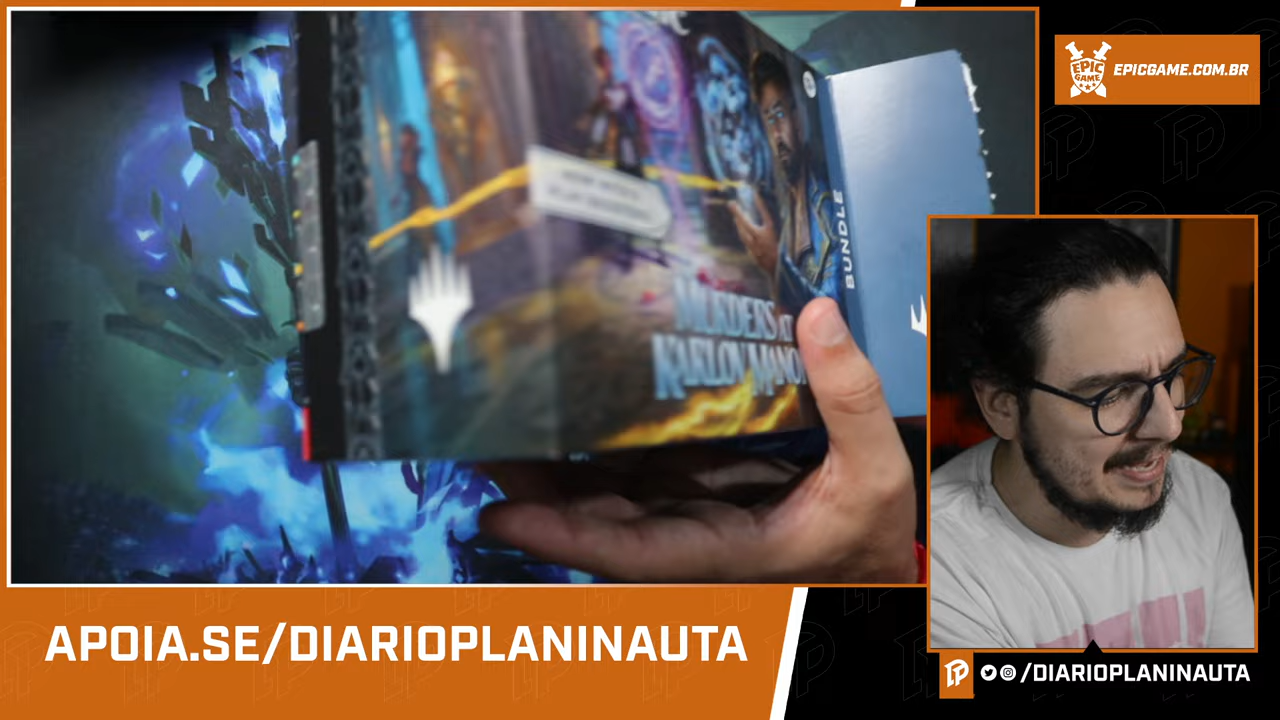 EPIC
GAME
EPICGAME.COM.BR
BUNDLE
MURDERS AT
KARLOV MANOR
APOIA.SE/DIARIOPLANINAUTA
/DIARIOPLANINAUTA